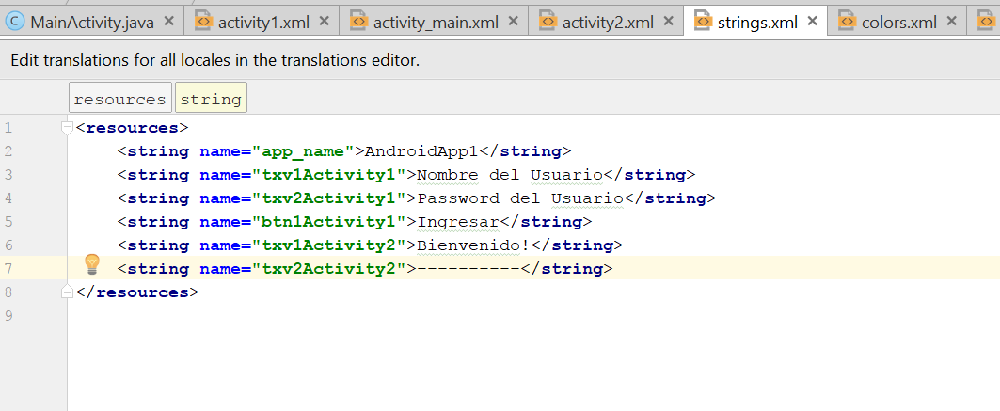 MainActivity.java activity1.xml activity_main.xml activity2.xml strings.xml colors.xml
Edit translations for all locales in the translations editor.
resources string
1 <resources>
2 <string name="app_name">AndroidApp1</string>
3 <string name="txv1Activity1">Nombre del Usuario</string>
4 <string name="txv2Activity1">Password del Usuario</string>
5 <string name="btn1Activity1">Ingresar</string>
6 <string name="txv1Activity2">Bienvenido!</string>
7 <string name="txv2Activity2">----------</string>
8 </resources>
9